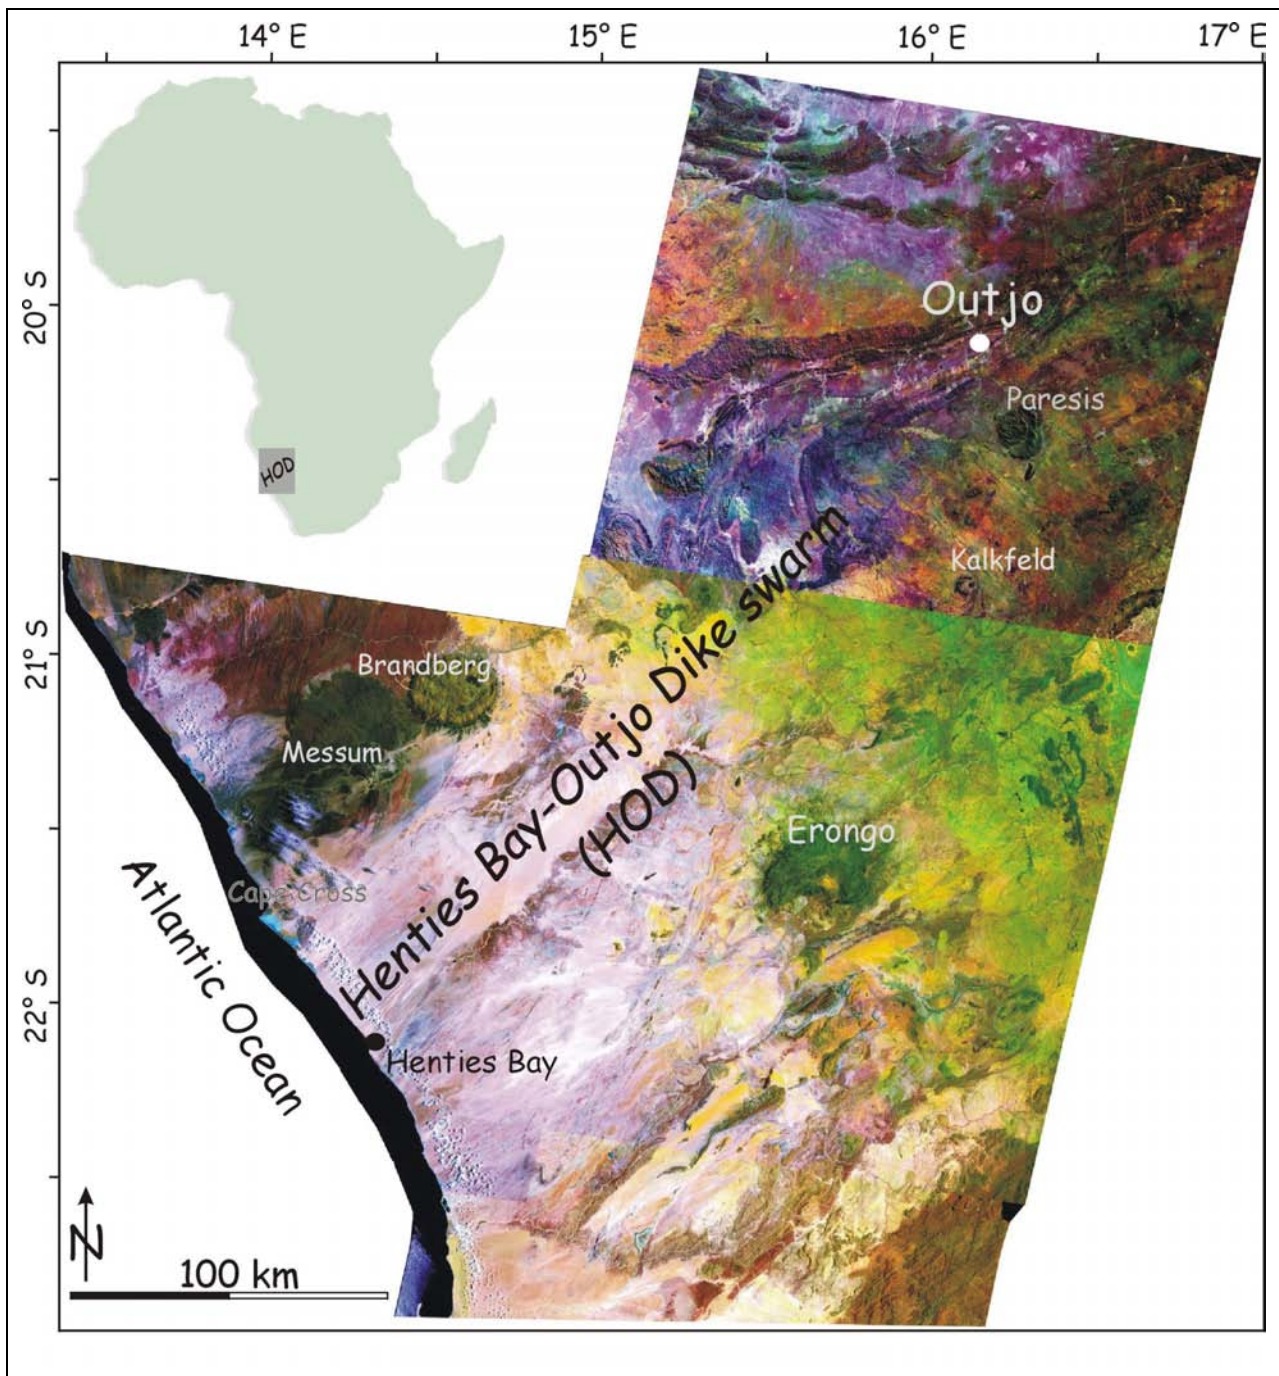 14° E
15° E
16° E
17° E
20° S
21° S
22° S
HOD
Outjo
Paresis
Kalkfeld
Brandberg
Messum
Erongo
Cape Cross
Henties Bay-Outjo Dike swarm
(HOD)
Atlantic Ocean
Henties Bay
N
100 km